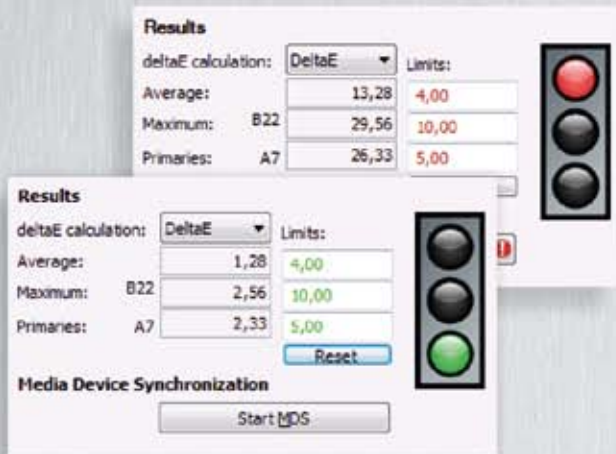 Results
deltaE calculation: DeltaE Limits:
Average: 13,28 4,00
Maximum: B22 29,56 10,00
Primaries: A7 26,33 5,00
Results
deltaE calculation: DeltaE Limits:
Average: 1,28 4,00
Maximum: B22 2,56 10,00
Primaries: A7 2,33 5,00
Reset
Media Device Synchronization
Start MDS